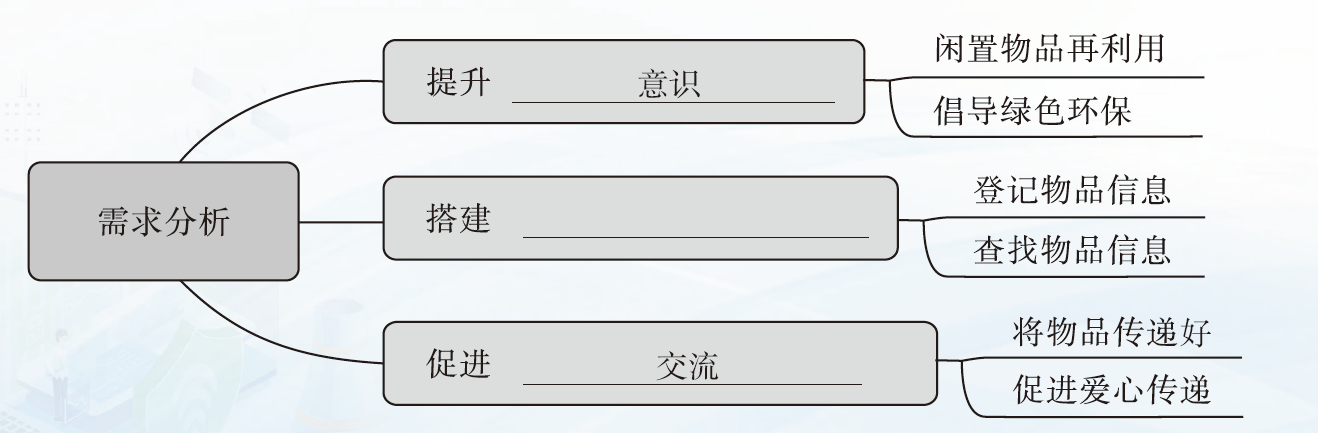 需求分析
提升 意识
闲置物品再利用
倡导绿色环保
搭建
登记物品信息
查找物品信息
促进 交流
将物品传递好
促进爱心传递